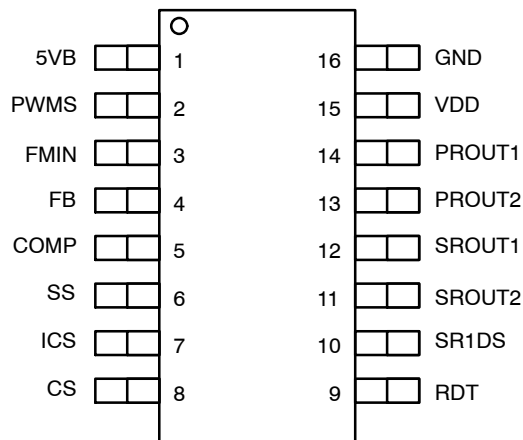 5VB 1 16 GND
PWMS 2 15 VDD
FMIN 3 14 PROUT1
FB 4 13 PROUT2
COMP 5 12 SROUT1
SS 6 11 SROUT2
ICS 7 10 SR1DS
CS 8 9 RDT